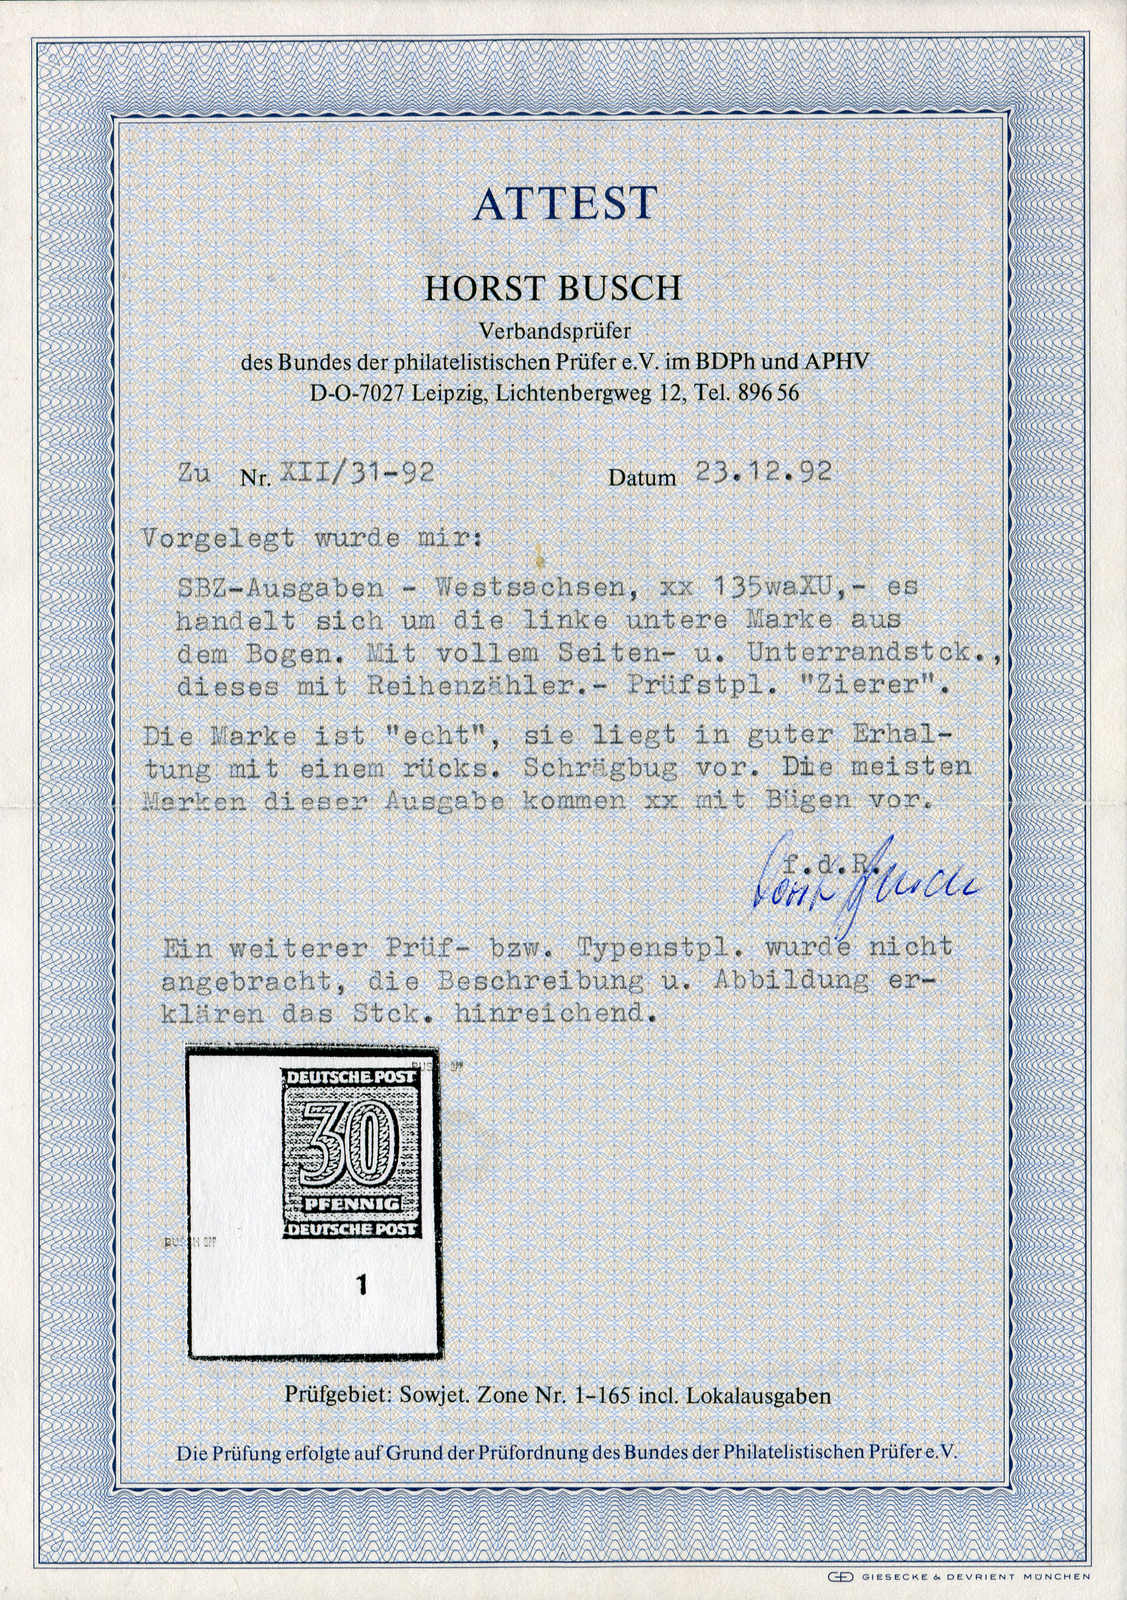 ATTEST
HORST BUSCH
Verbandsprüfer
des Bundes der philatelistischen Prüfer e.V. im BDPh und APHV
D-O-7027 Leipzig, Lichtenbergweg 12, Tel. 896 56
Zu Nr. XII/31-92 Datum 23.12.92
Vorgelegt wurde mir:
SBZ-Ausgaben - Westsachsen, xx 135waXU,- es
handelt sich um die linke untere Marke aus
dem Bogen. Mit vollem Seiten- u. Unterrandstck.,
dieses mit Reihenzähler.- Prüfstpl. "Zierer".
Die Marke ist "echt", sie liegt in guter Erhal-
tung mit einem rücks. Schrägbug vor. Die meisten
Marken dieser Ausgabe kommen xx mit Bügen vor.
f.d.R.
Horst Busch
Ein weiterer Prüf- bzw. Typenstpl. wurde nicht
angebracht, die Beschreibung u. Abbildung er-
klären das Stck. hinreichend.
DEUTSCHE POST
30
PFENNIG
DEUTSCHE POST
1
Prüfgebiet: Sowjet. Zone Nr. 1-165 incl. Lokalausgaben
Die Prüfung erfolgte auf Grund der Prüfordnung des Bundes der Philatelistischen Prüfer e.V.
GIESECKE & DEVRIENT MÜNCHEN